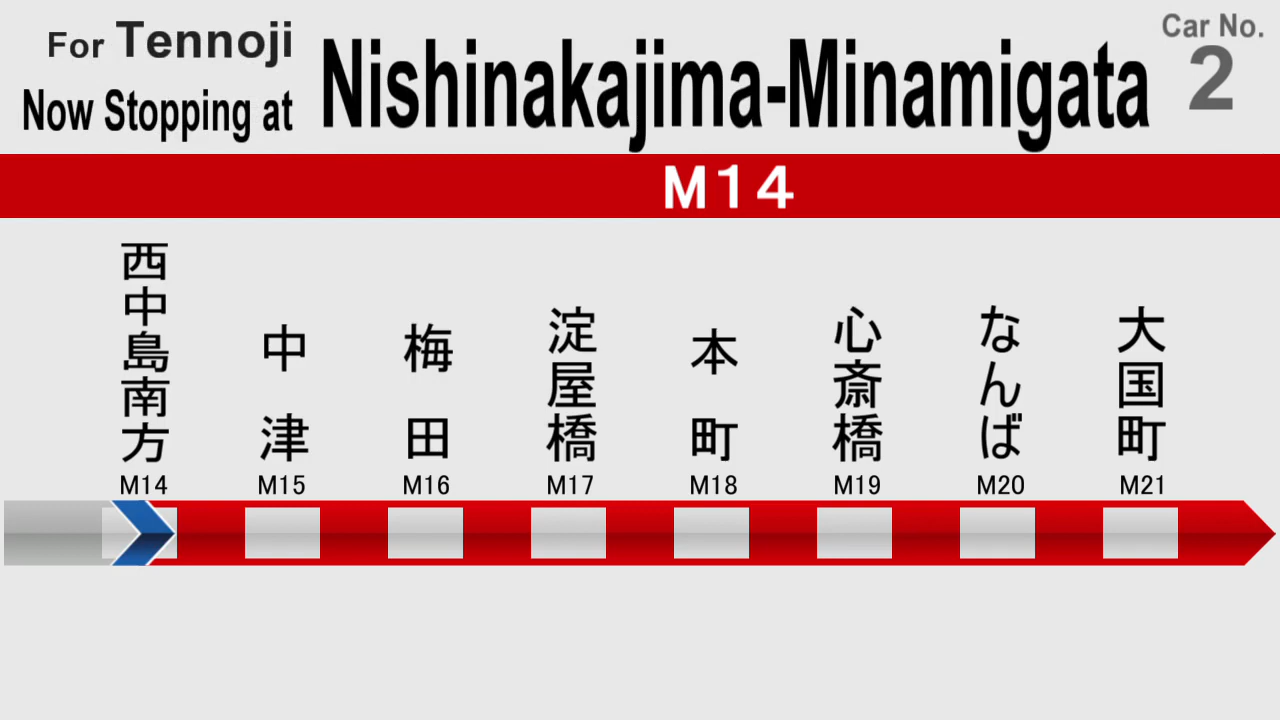 For Tennoji
Now Stopping at
Nishinakajima-Minamigata
Car No.
2
M14
西中島南方
M14
中津
M15
梅田
M16
淀屋橋
M17
本町
M18
心斎橋
M19
なんば
M20
大国町
M21